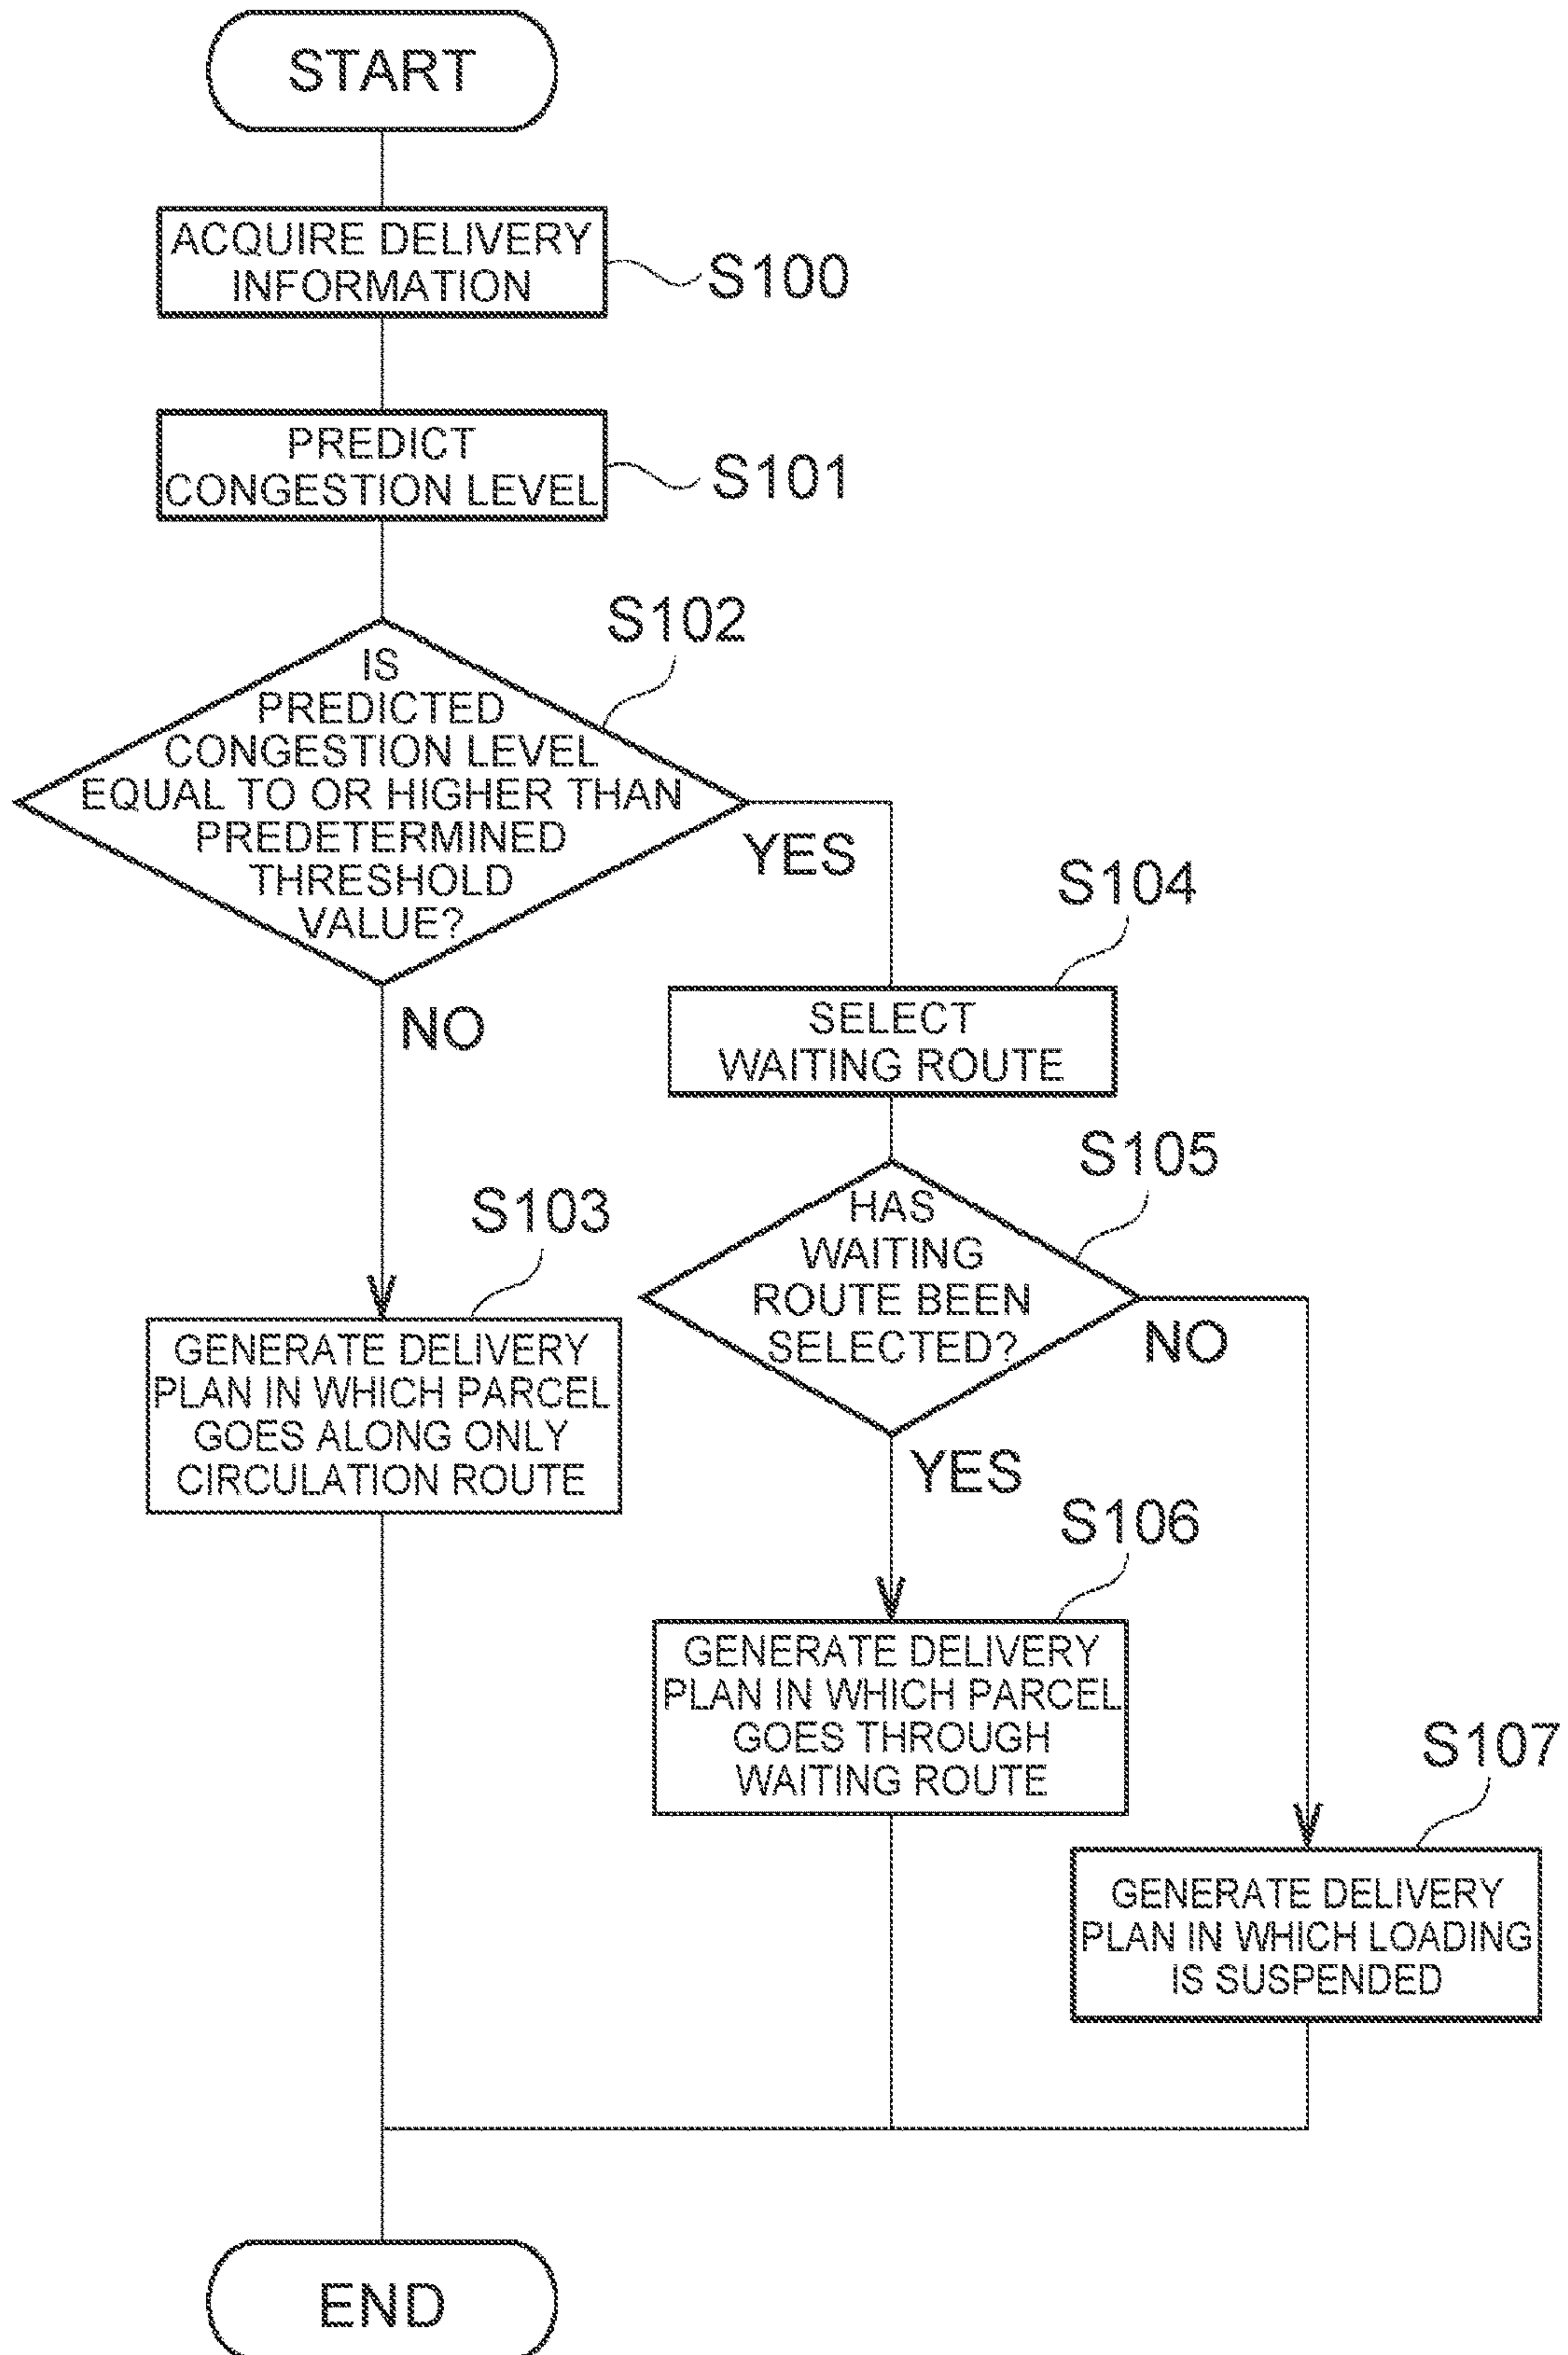 START
ACQUIRE DELIVERY
INFORMATION
S100
PREDICT
CONGESTION LEVEL
S101
S102
IS
PREDICTED
CONGESTION LEVEL
EQUAL TO OR HIGHER THAN
PREDETERMINED
THRESHOLD
VALUE?
YES
NO
S104
SELECT
WAITING ROUTE
S105
HAS
WAITING
ROUTE BEEN
SELECTED?
NO
YES
S103
GENERATE DELIVERY
PLAN IN WHICH PARCEL
GOES ALONG ONLY
CIRCULATION ROUTE
S106
GENERATE DELIVERY
PLAN IN WHICH PARCEL
GOES THROUGH
WAITING ROUTE
S107
GENERATE DELIVERY
PLAN IN WHICH LOADING
IS SUSPENDED
END